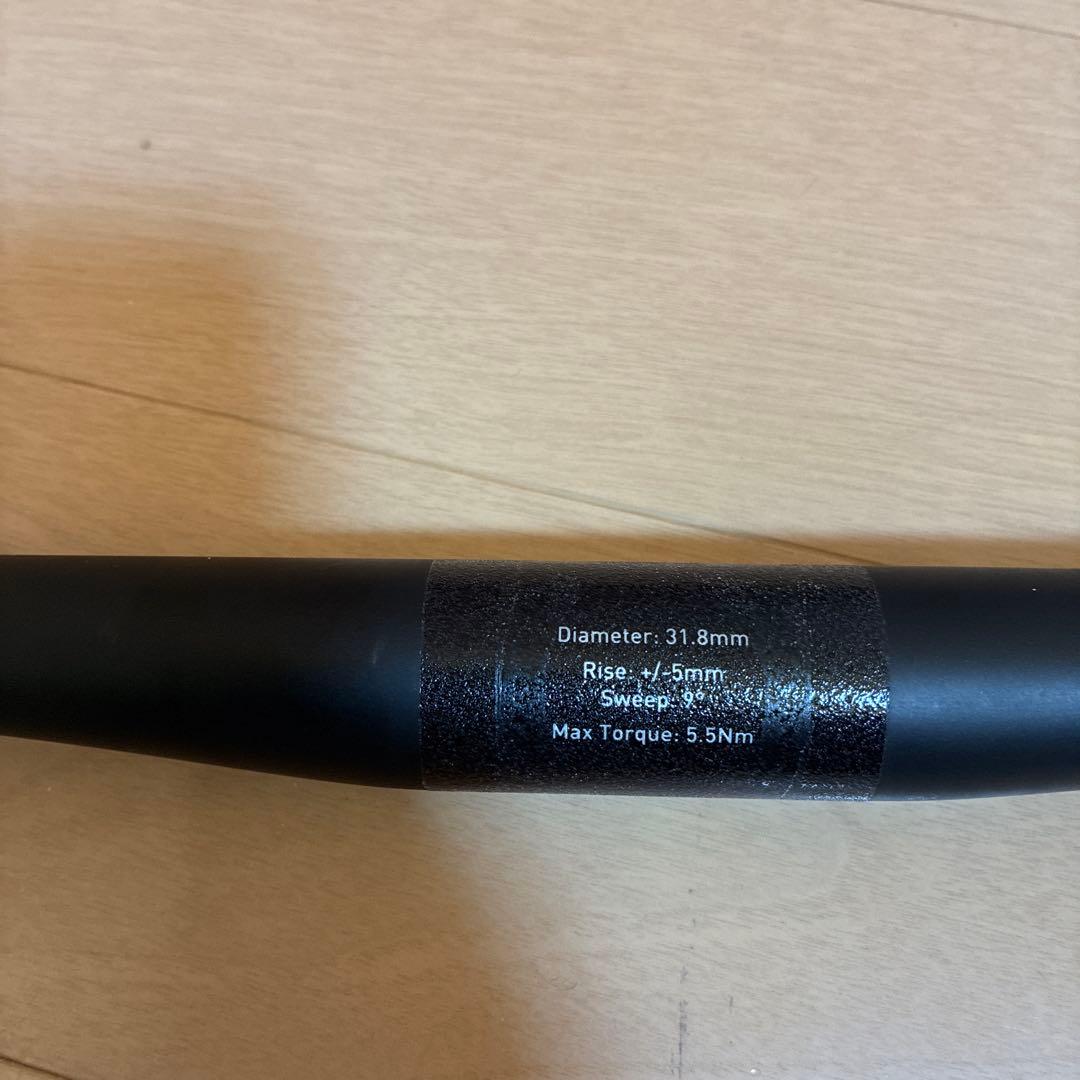 Diameter: 31.8mm
Rise: +/-5mm
Sweep: 9°
Max Torque: 5.5Nm